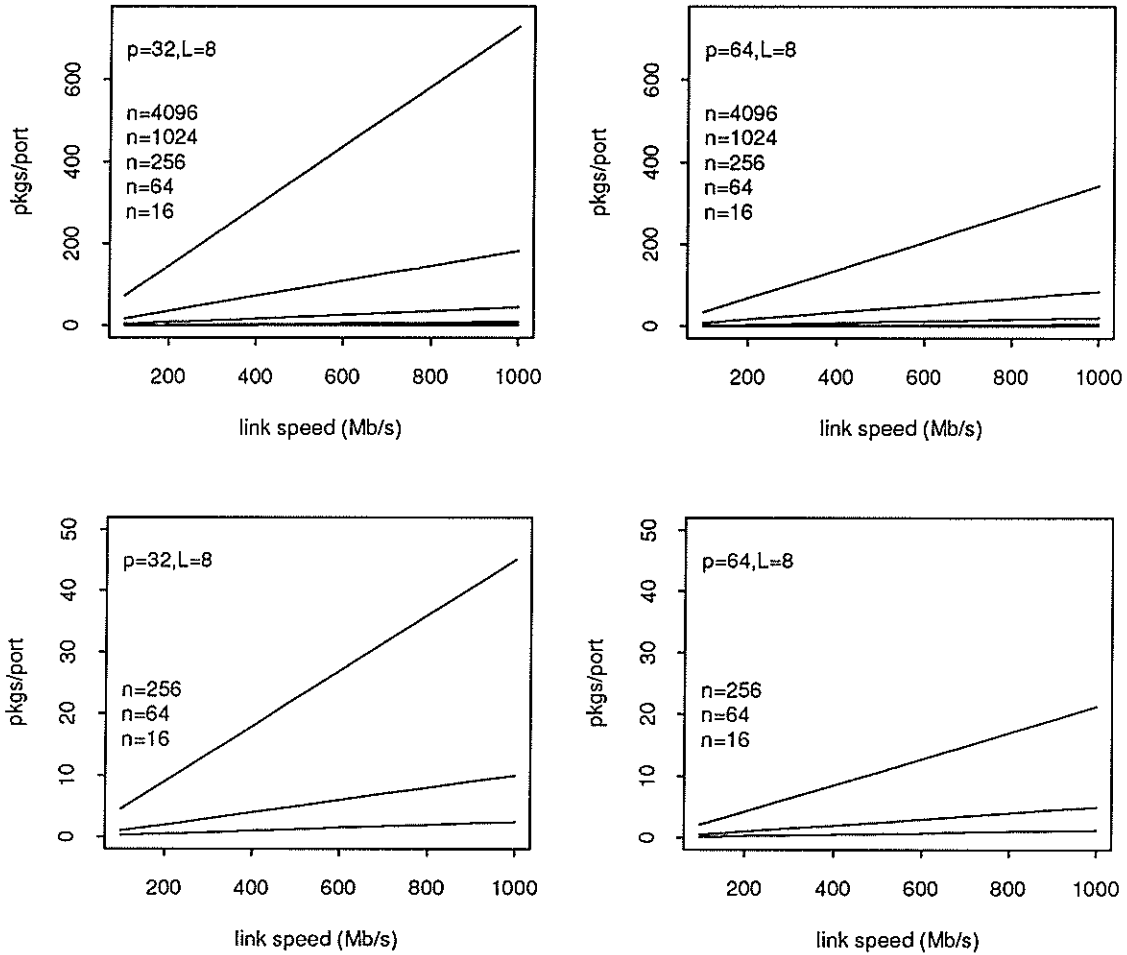 p=32,L=8
n=4096
n=1024
n=256
n=64
n=16
pkgs/port
0
200
400
600
200
400
600
800
1000
link speed (Mb/s)
p=64,L=8
n=4096
n=1024
n=256
n=64
n=16
pkgs/port
0
200
400
600
200
400
600
800
1000
link speed (Mb/s)
p=32,L=8
n=256
n=64
n=16
pkgs/port
0
10
20
30
40
50
200
400
600
800
1000
link speed (Mb/s)
p=64,L=8
n=256
n=64
n=16
pkgs/port
0
10
20
30
40
50
200
400
600
800
1000
link speed (Mb/s)